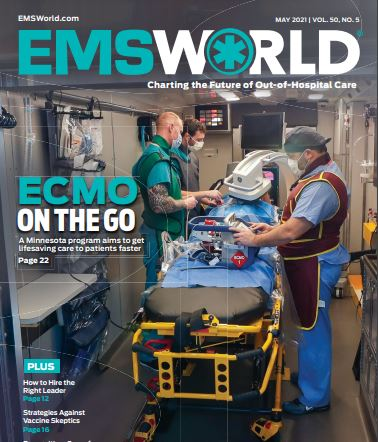 EMSWorld.com
MAY 2021 | VOL. 50, NO. 5
EMSWORLD
Charting the Future of Out-of-Hospital Care
ECMO
ON THE GO
A Minnesota program aims to get
lifesaving care to patients faster
Page 22
PLUS
How to Hire the
Right Leader
Page 12
Strategies Against
Vaccine Skeptics
Page 16